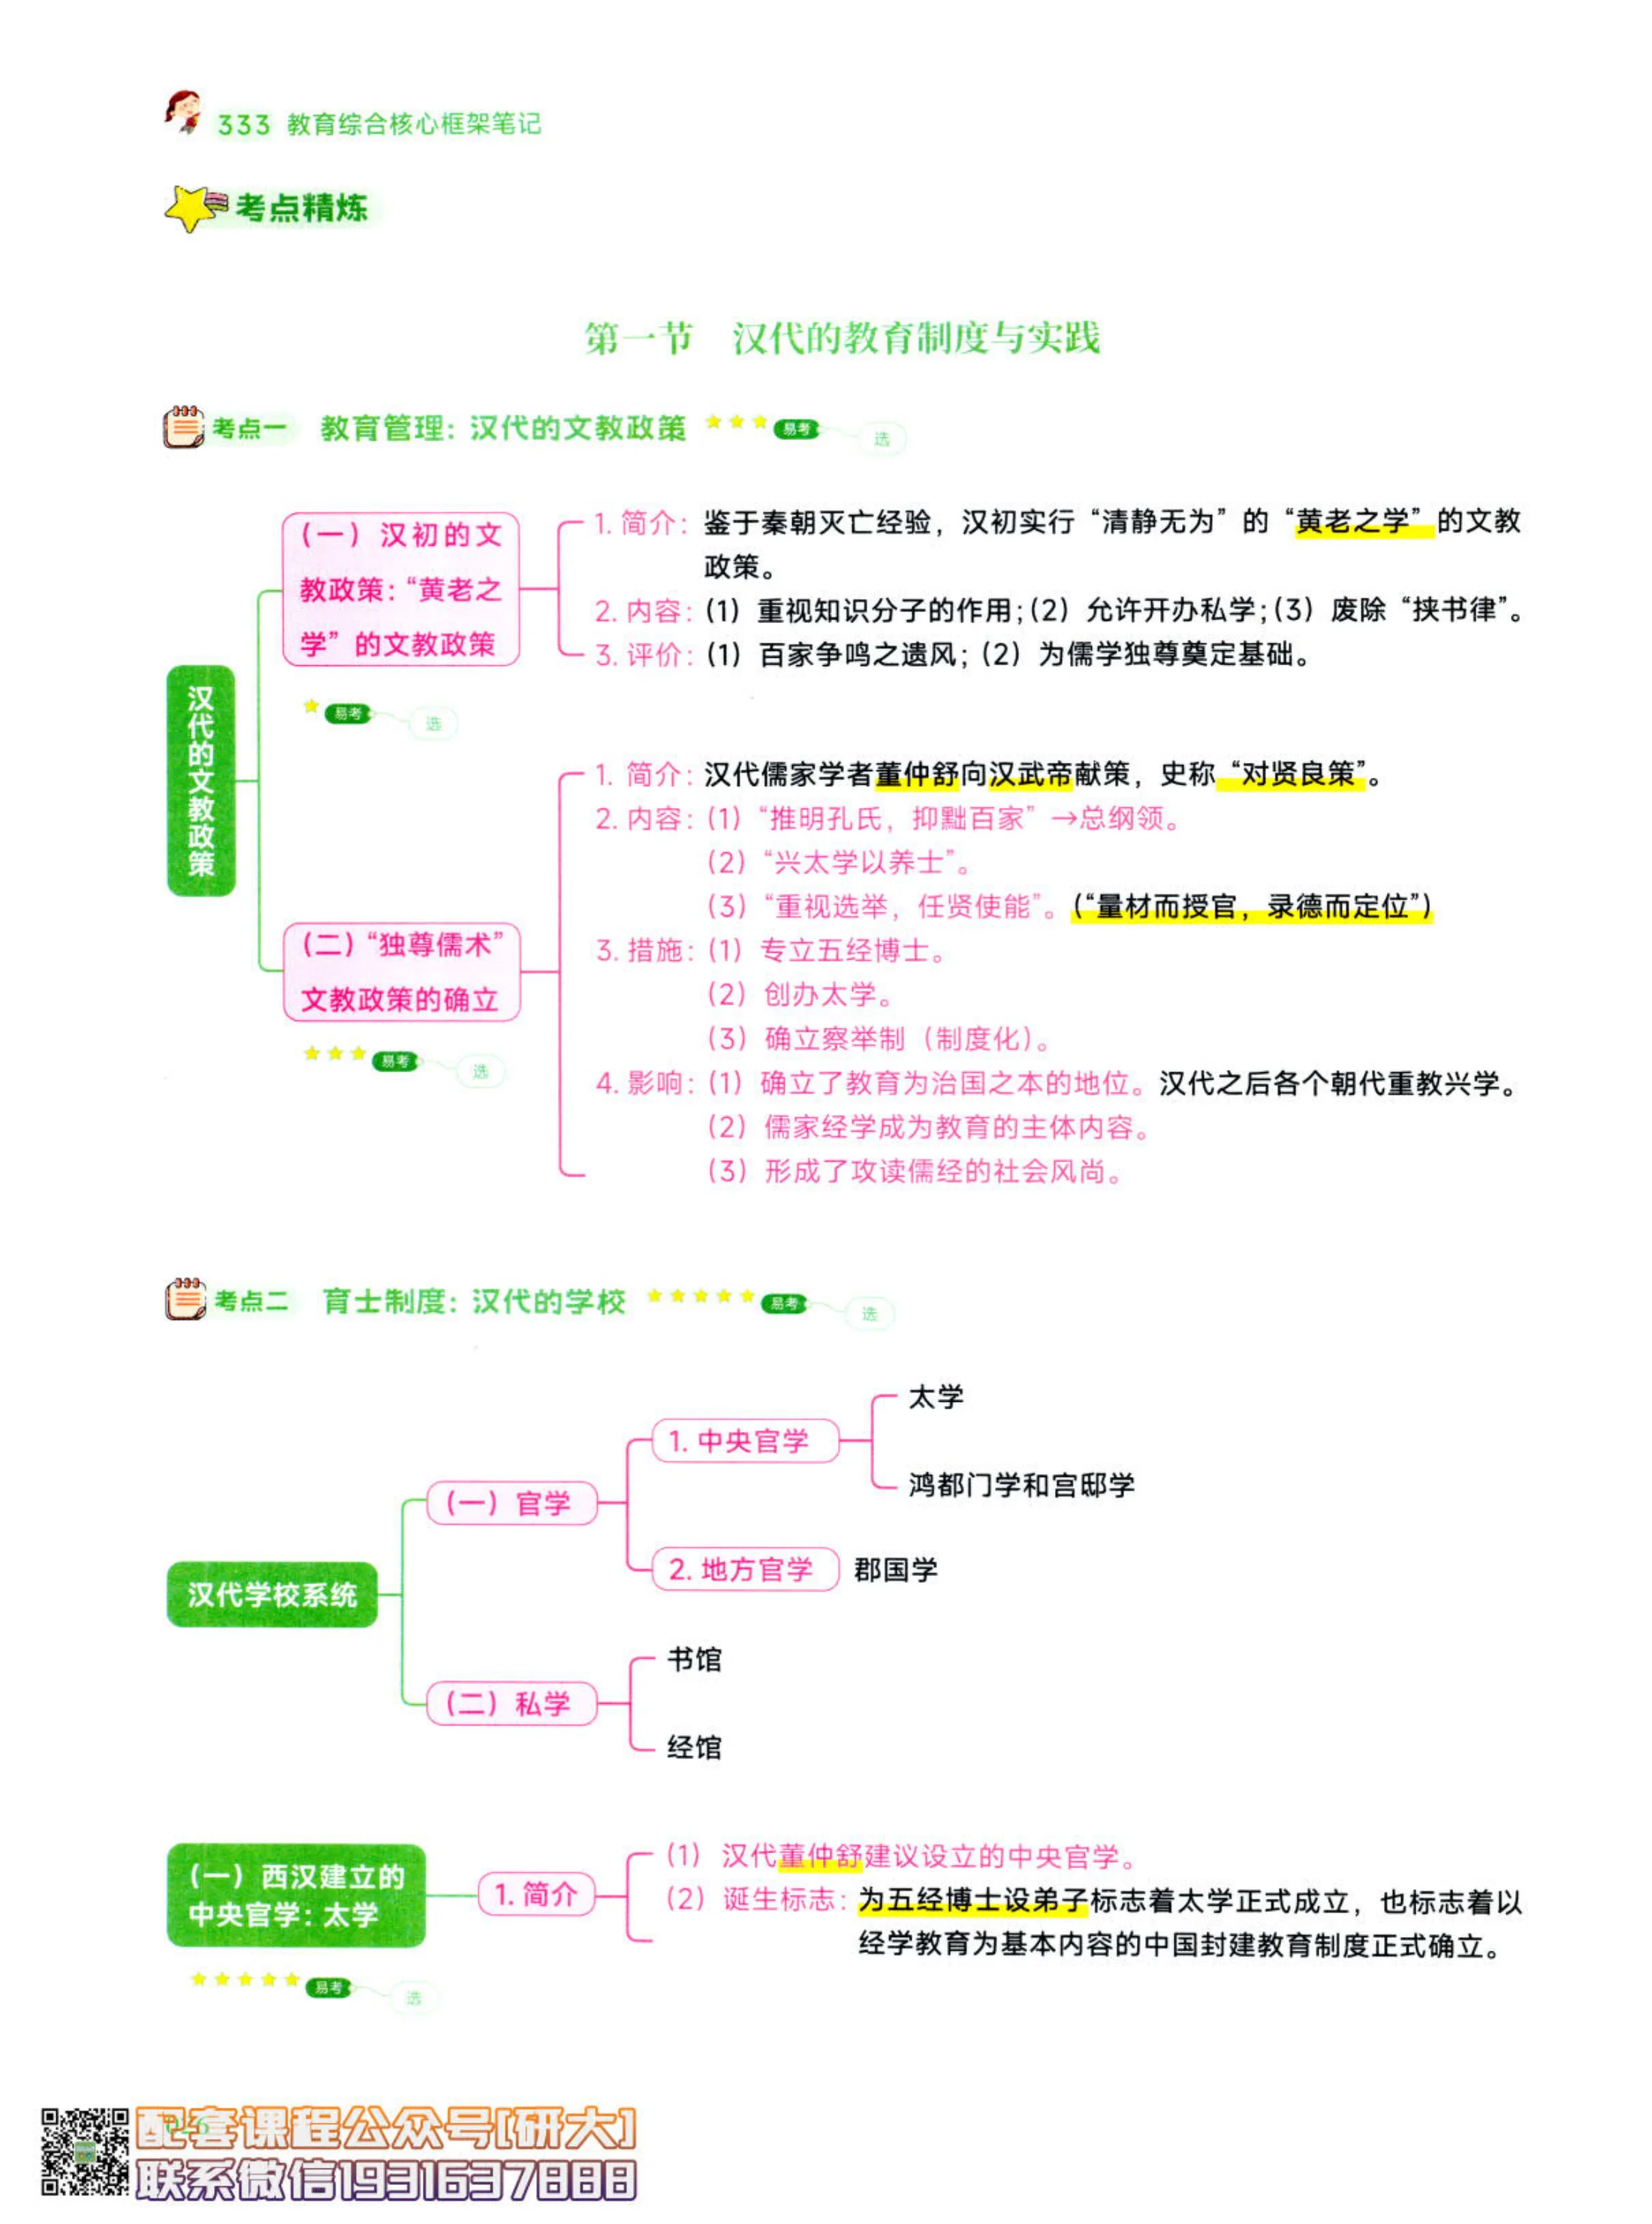 333 教育综合核心框架笔记
考点精炼
第一节 汉代的教育制度与实践
考点一 教育管理：汉代的文教政策 易考 选
汉代的文教政策
（一）汉初的文
教政策：“黄老之
学”的文教政策
易考 选
1. 简介：鉴于秦朝灭亡经验，汉初实行“清静无为”的“黄老之学”的文教
政策。
2. 内容：（1）重视知识分子的作用；（2）允许开办私学；（3）废除“挟书律”。
3. 评价：（1）百家争鸣之遗风；（2）为儒学独尊奠定基础。
（二）“独尊儒术”
文教政策的确立
易考 选
1. 简介：汉代儒家学者董仲舒向汉武帝献策，史称“对贤良策”。
2. 内容：（1）“推明孔氏，抑黜百家”→总纲领。
（2）“兴太学以养士”。
（3）“重视选举，任贤使能”。（“量材而授官，录德而定位”）
3. 措施：（1）专立五经博士。
（2）创办太学。
（3）确立察举制（制度化）。
4. 影响：（1）确立了教育为治国之本的地位。汉代之后各个朝代重教兴学。
（2）儒家经学成为教育的主体内容。
（3）形成了攻读儒经的社会风尚。
考点二 育士制度：汉代的学校 易考 选
汉代学校系统
（一）官学
1. 中央官学
太学
鸿都门学和宫邸学
2. 地方官学 郡国学
（二）私学
书馆
经馆
（一）西汉建立的
中央官学：太学
易考 选
1. 简介
（1）汉代董仲舒建议设立的中央官学。
（2）诞生标志：为五经博士设弟子标志着太学正式成立，也标志着以
经学教育为基本内容的中国封建教育制度正式确立。
配套课程公众号[研大]
联系微信1931637888